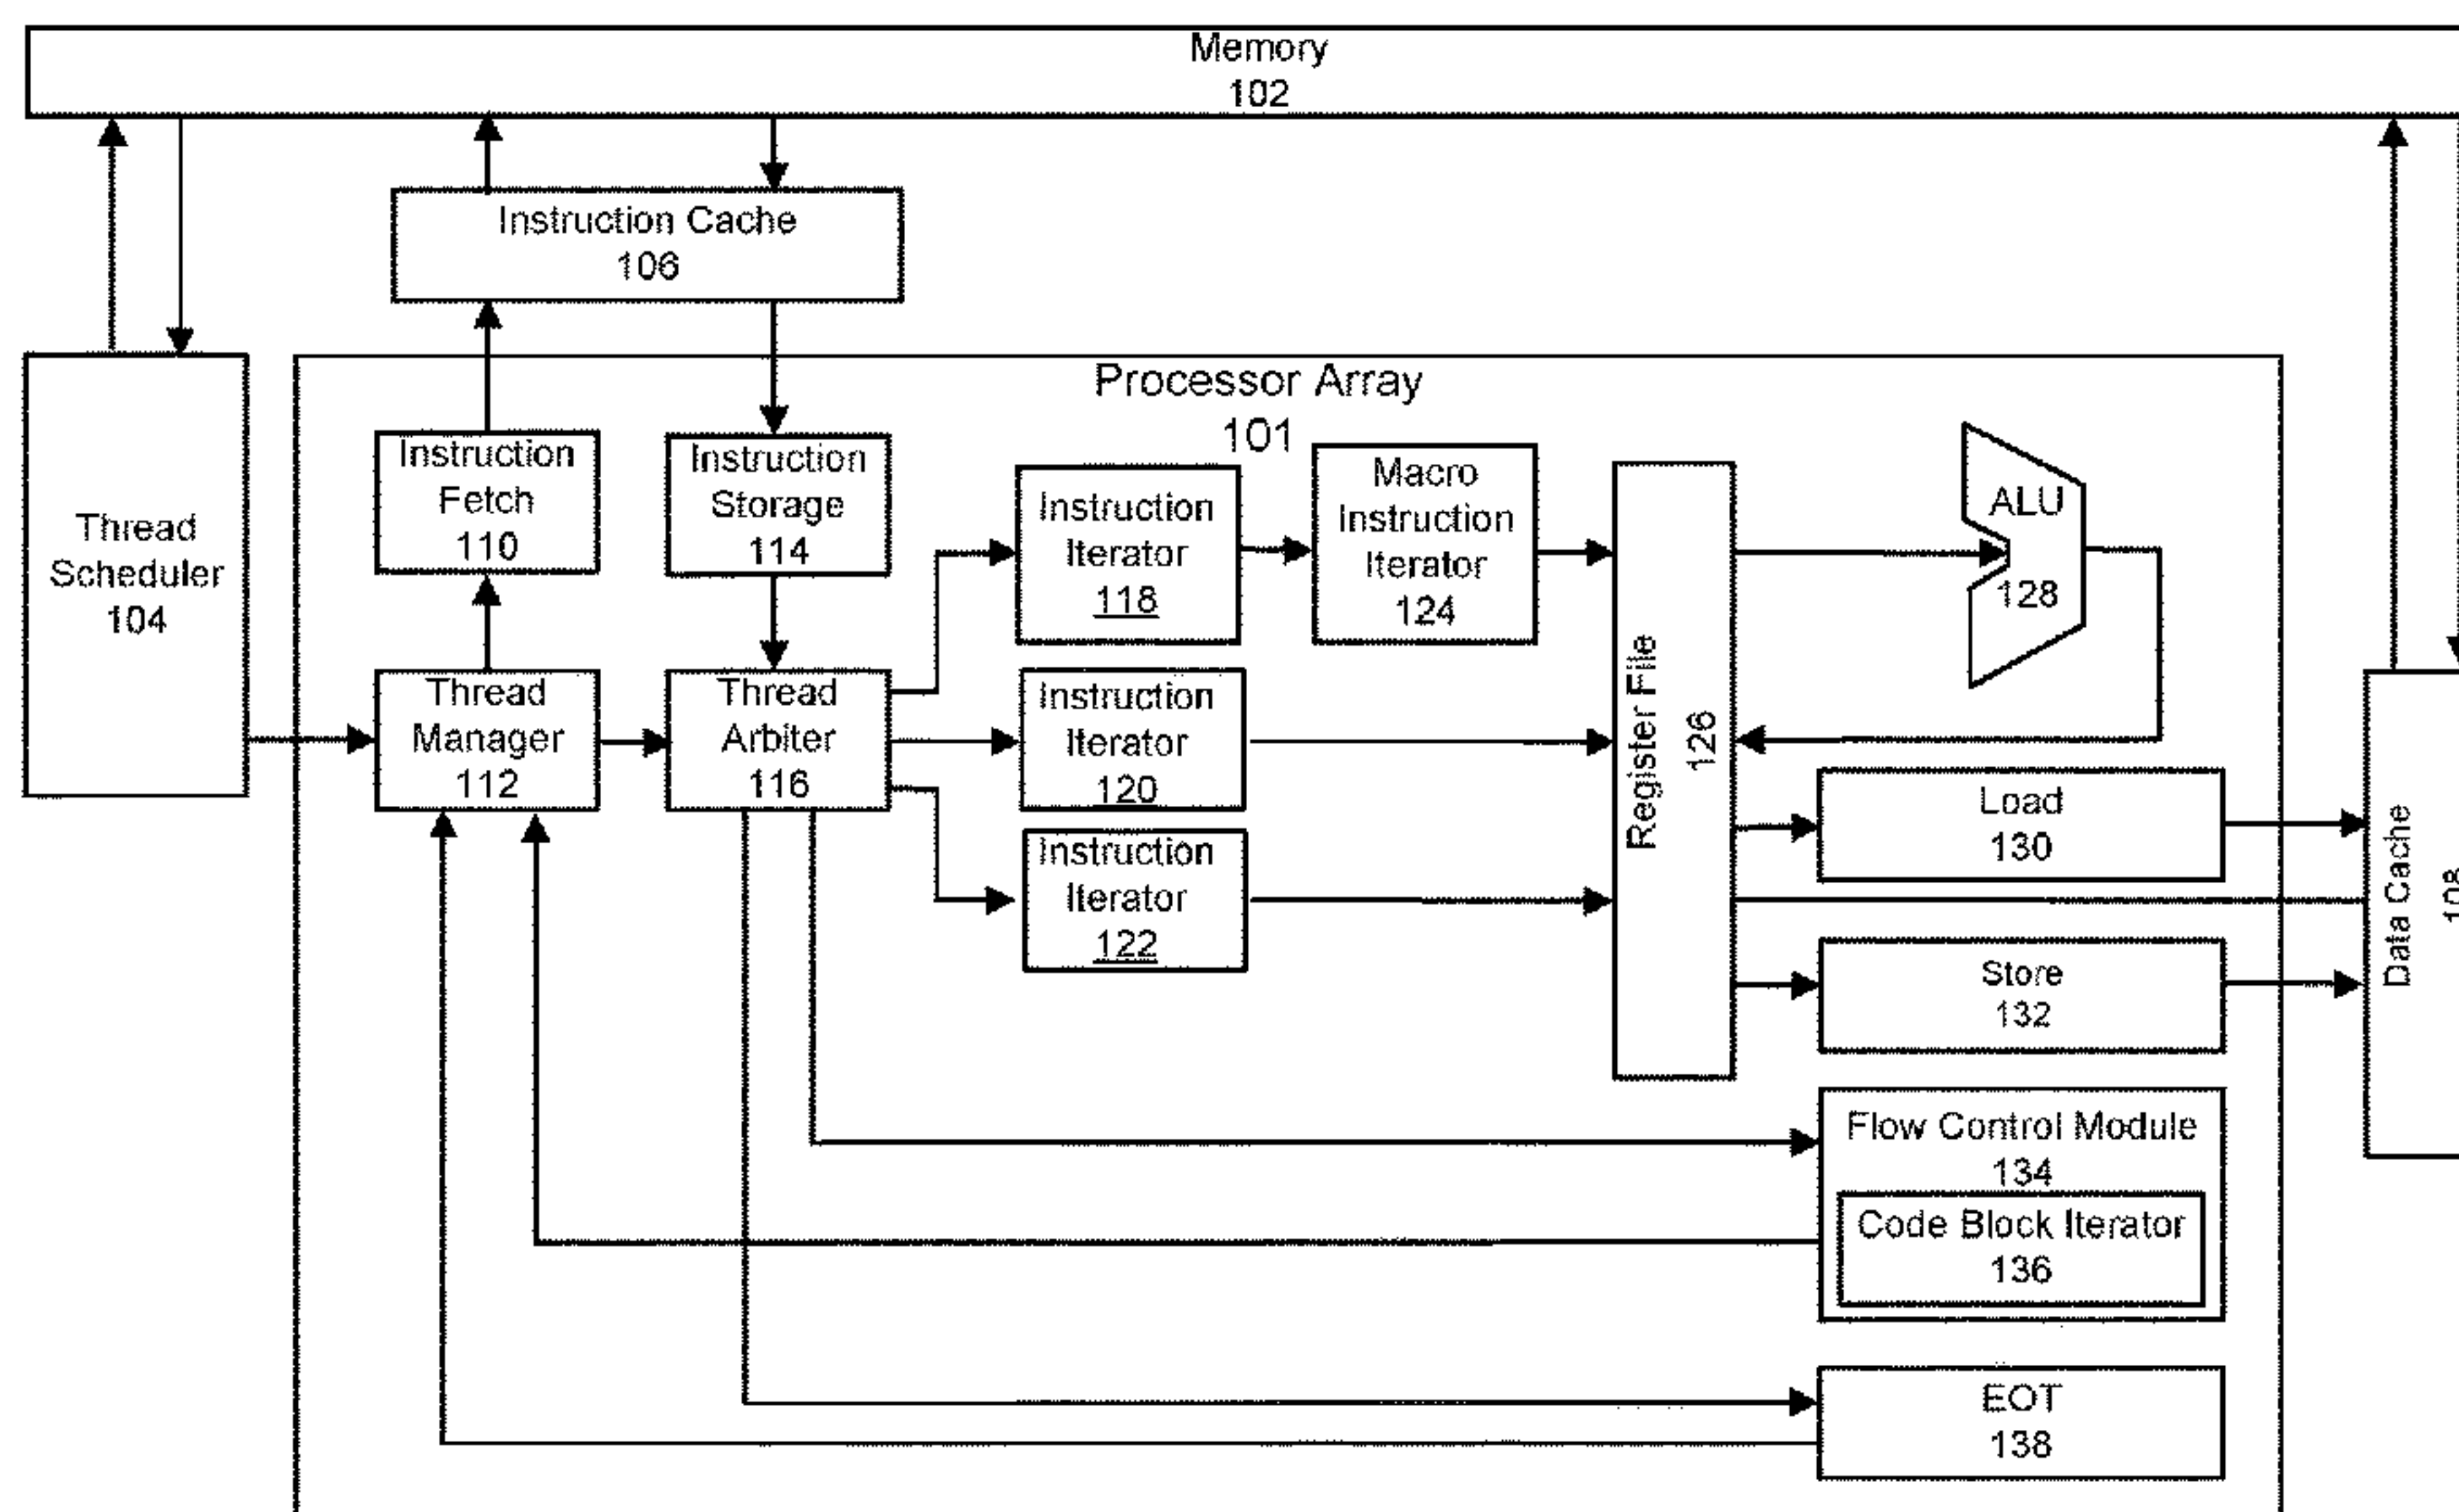 Memory
102
Instruction Cache
106
Processor Array
101
Thread
Scheduler
104
Instruction
Fetch
110
Instruction
Storage
114
Instruction
Iterator
118
Macro
Instruction
Iterator
124
ALU
128
Thread
Manager
112
Thread
Arbiter
116
Instruction
Iterator
120
Instruction
Iterator
122
Register File
126
Load
130
Store
132
Data Cache
108
Flow Control Module
134
Code Block Iterator
136
EOT
138